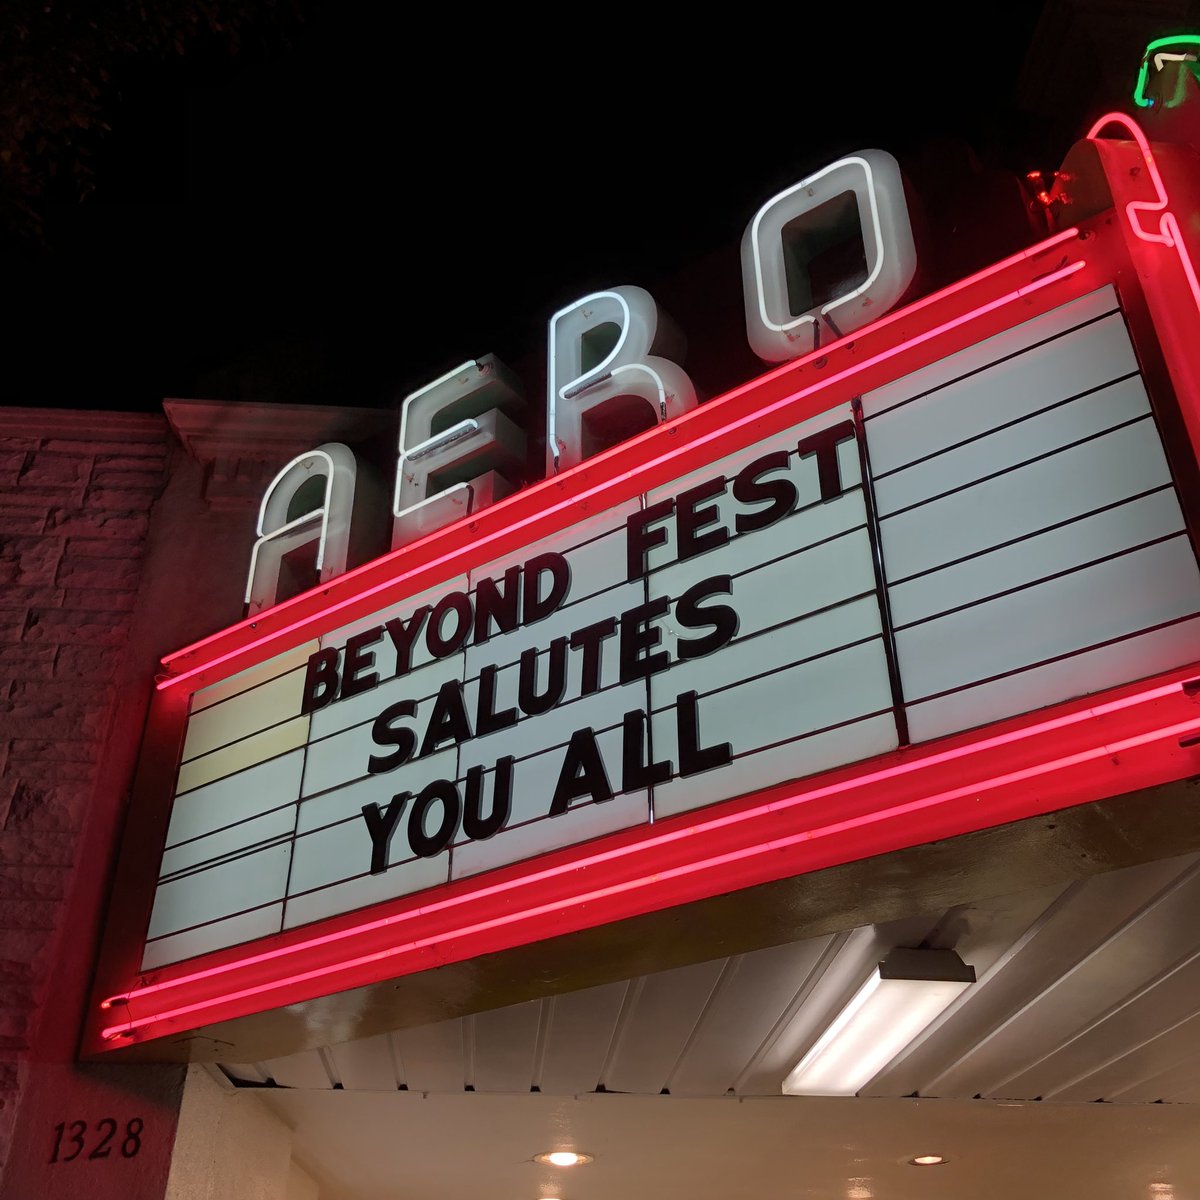 AERO
BEYOND FEST
SALUTES
YOU ALL
1328